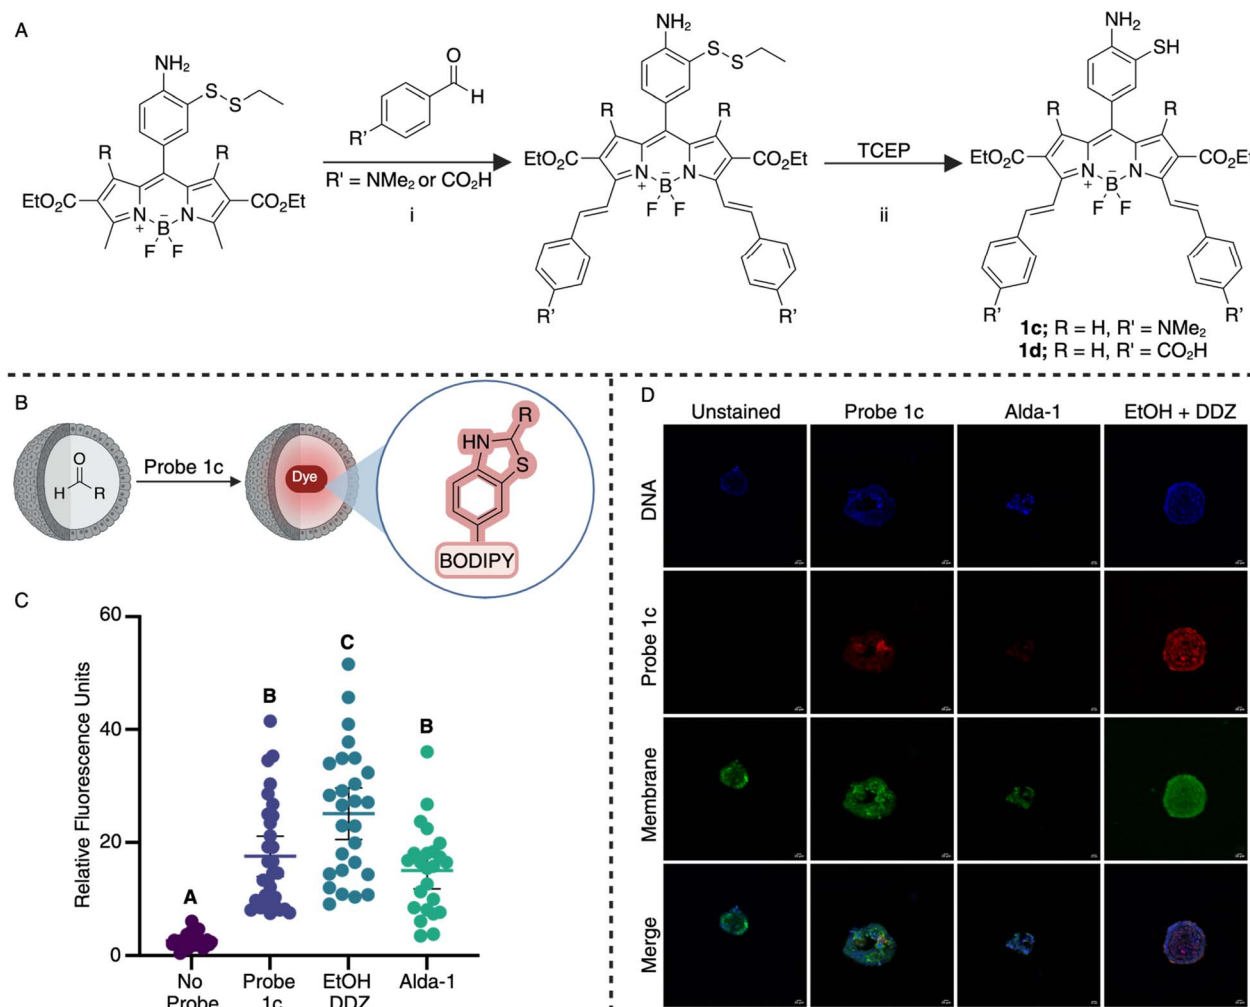 A
NH2
S
S
R
R
EtO2C
CO2Et
N
N
+
B
−
F
F
O
H
R'
R' = NMe2 or CO2H
i
NH2
S
S
R
R
EtO2C
CO2Et
N
N
+
B
−
F
F
R'
R'
TCEP
ii
NH2
SH
R
R
EtO2C
CO2Et
N
N
+
B
−
F
F
R'
R'
1c; R = H, R' = NMe2
1d; R = H, R' = CO2H
B
O
H
R
Probe 1c
Dye
R
HN
S
BODIPY
C
Relative Fluorescence Units
60
40
20
0
A
B
C
B
No
Probe
Probe
1c
EtOH
DDZ
Alda-1
D
Unstained
Probe 1c
Alda-1
EtOH + DDZ
DNA
Probe 1c
Membrane
Merge